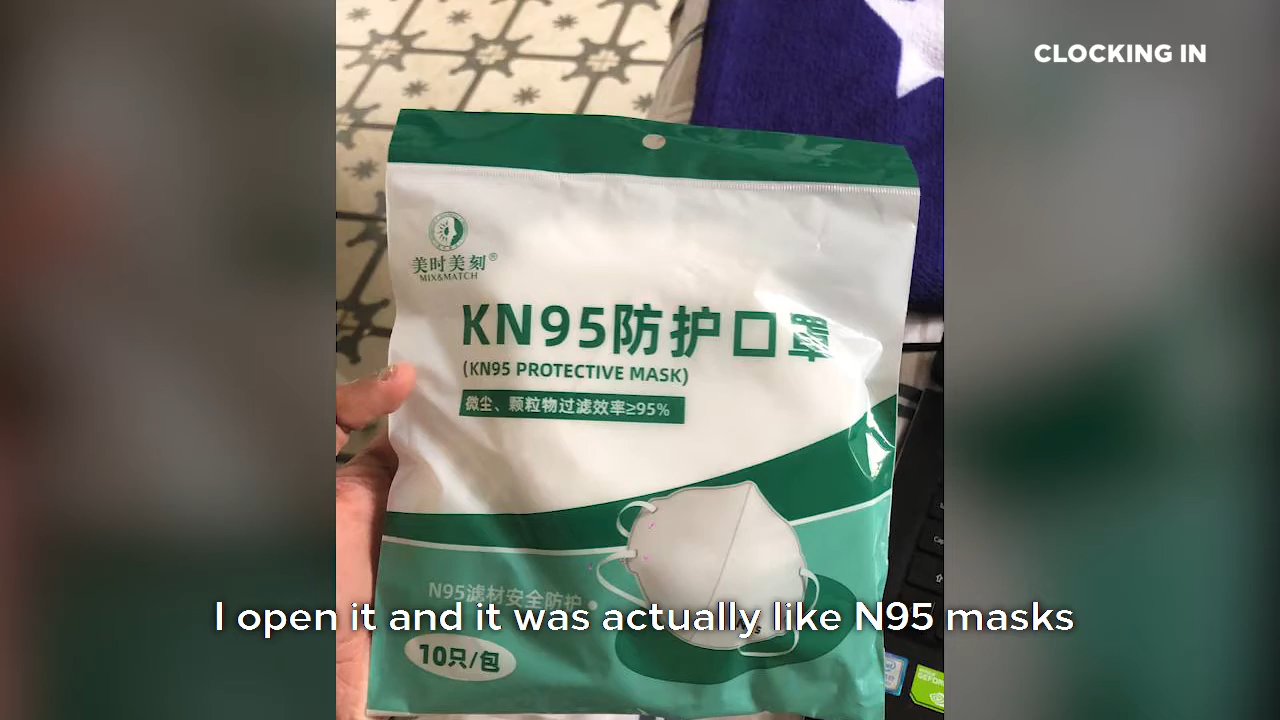 CLOCKING IN
美时美刻®
MIX&MATCH
KN95防护口罩
(KN95 PROTECTIVE MASK)
微尘、颗粒物过滤效率≥95%
N95滤材安全防护
I open it and it was actually like N95 masks
10只/包